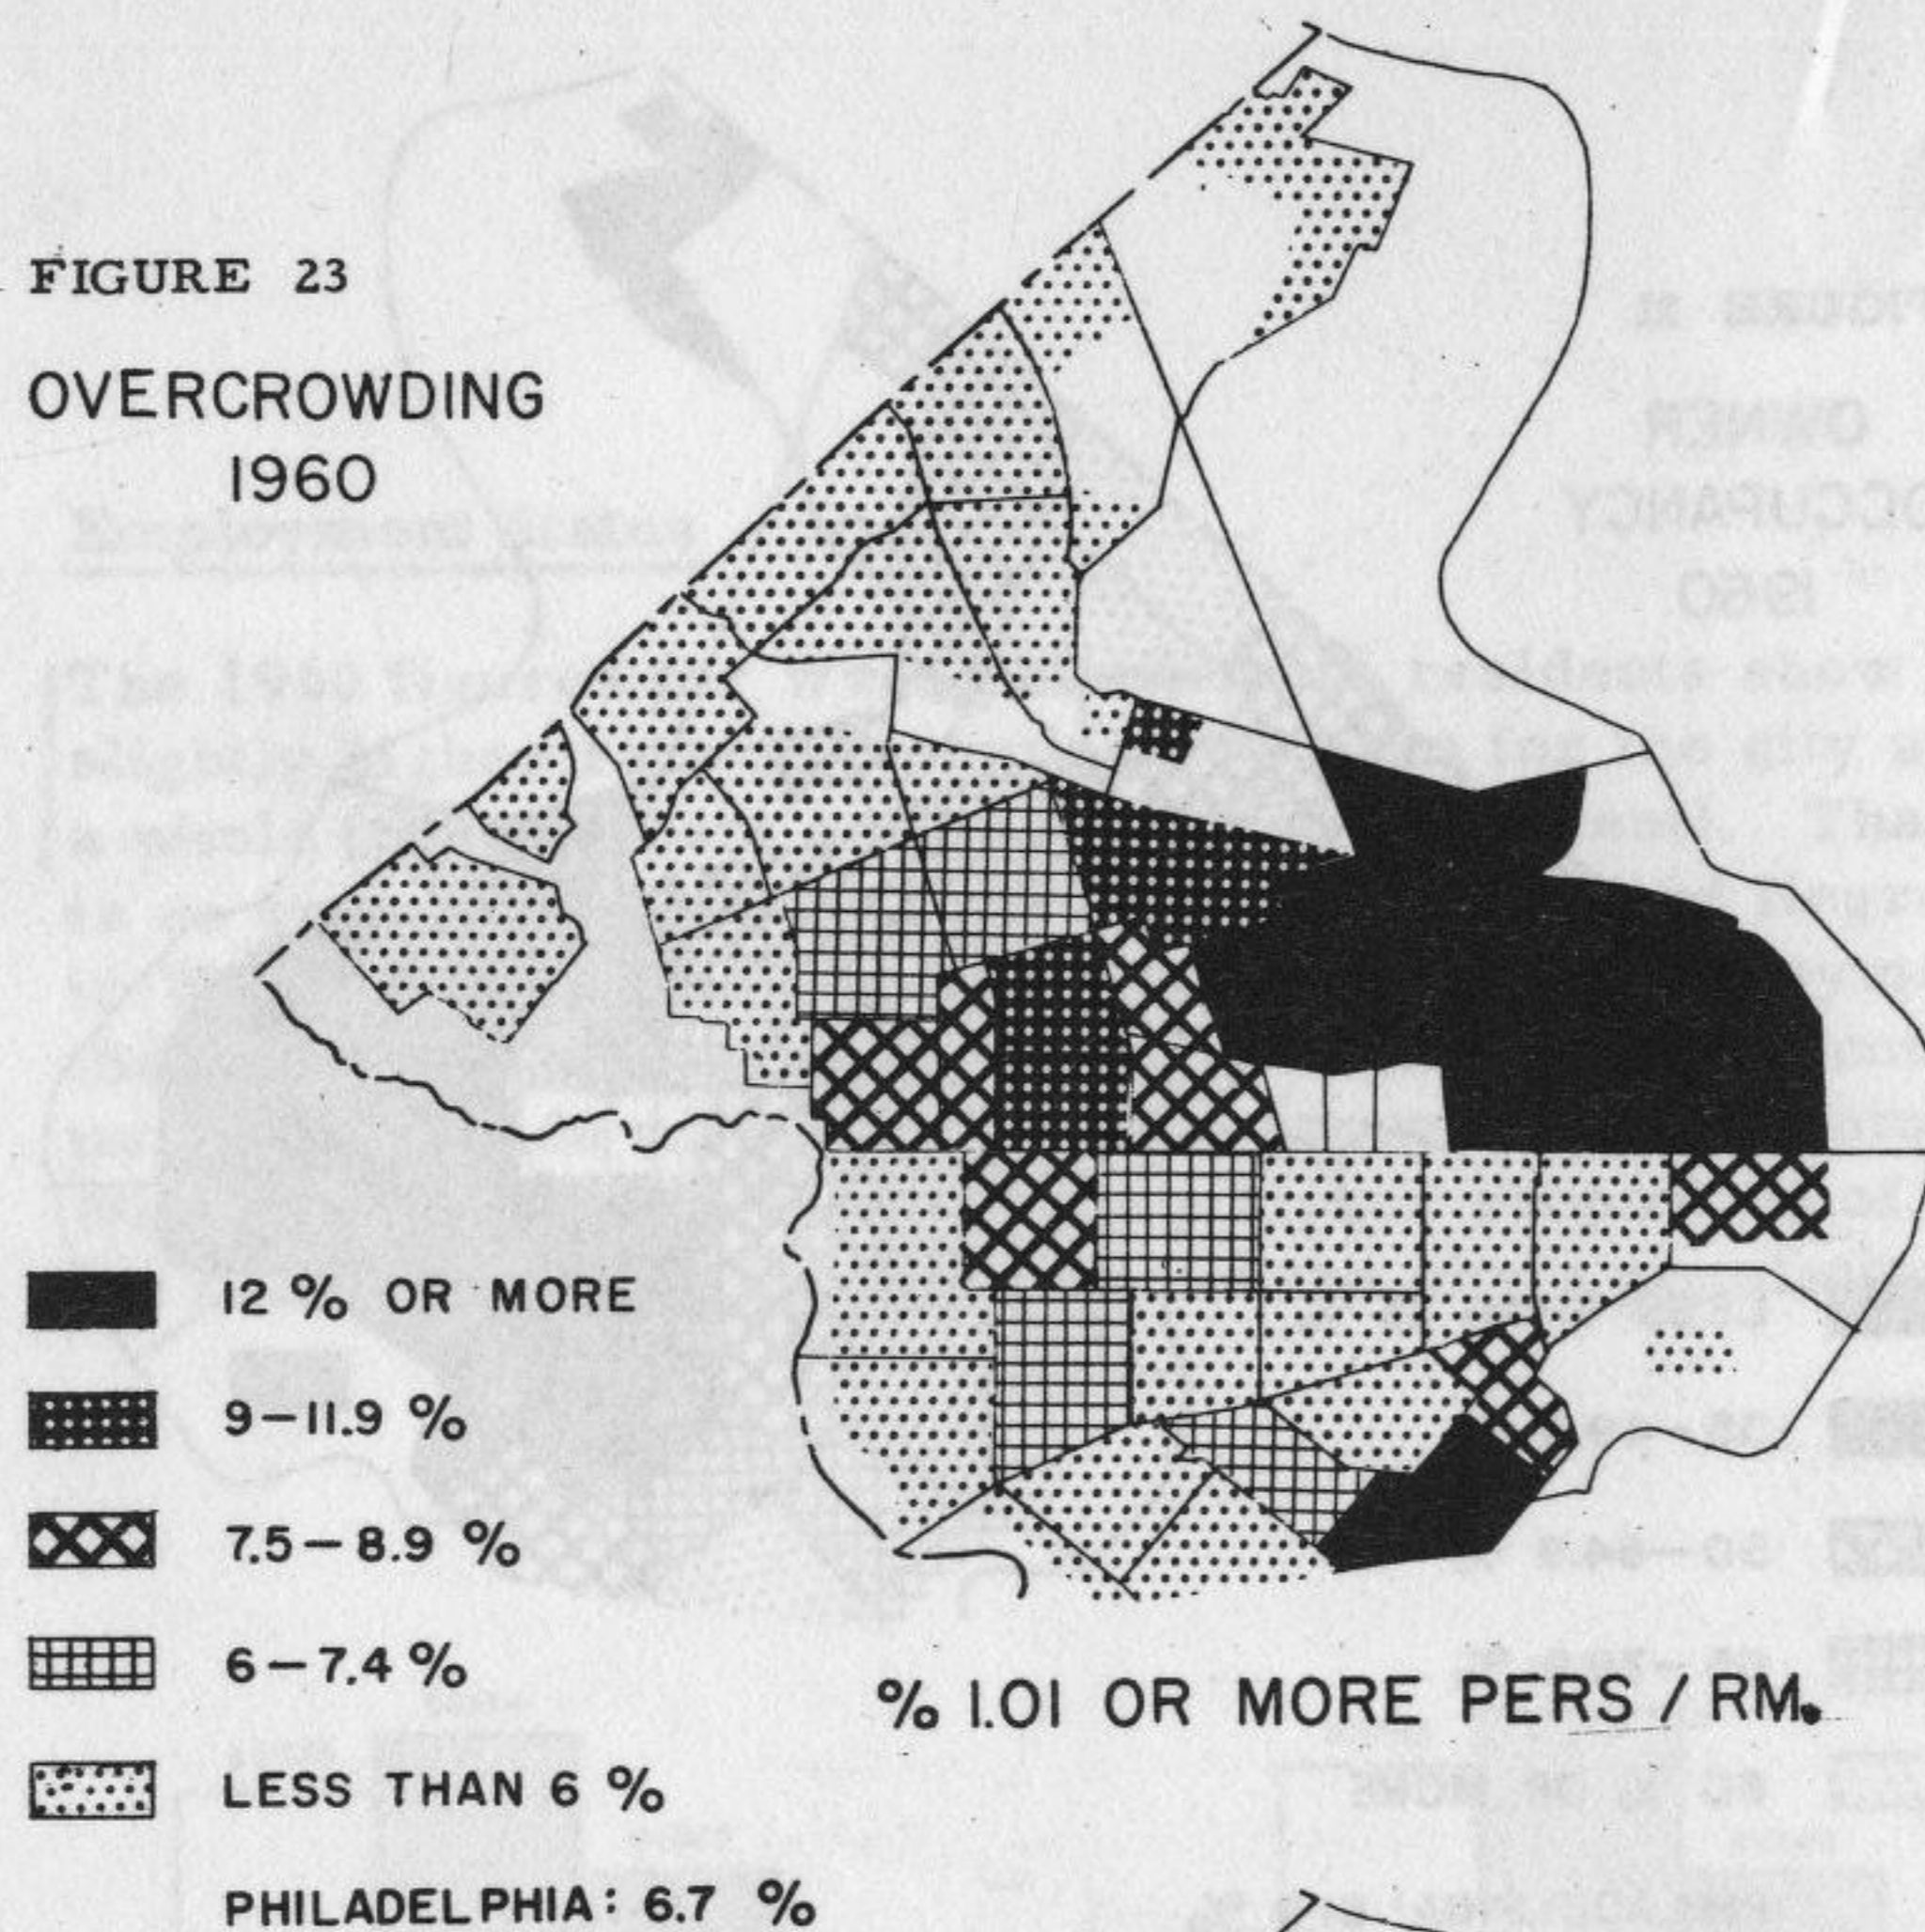 FIGURE 23
OVERCROWDING
1960
12 % OR MORE
9-11.9 %
7.5-8.9 %
6-7.4 %
LESS THAN 6 %
PHILADELPHIA: 6.7 %
% 1.01 OR MORE PERS / RM.